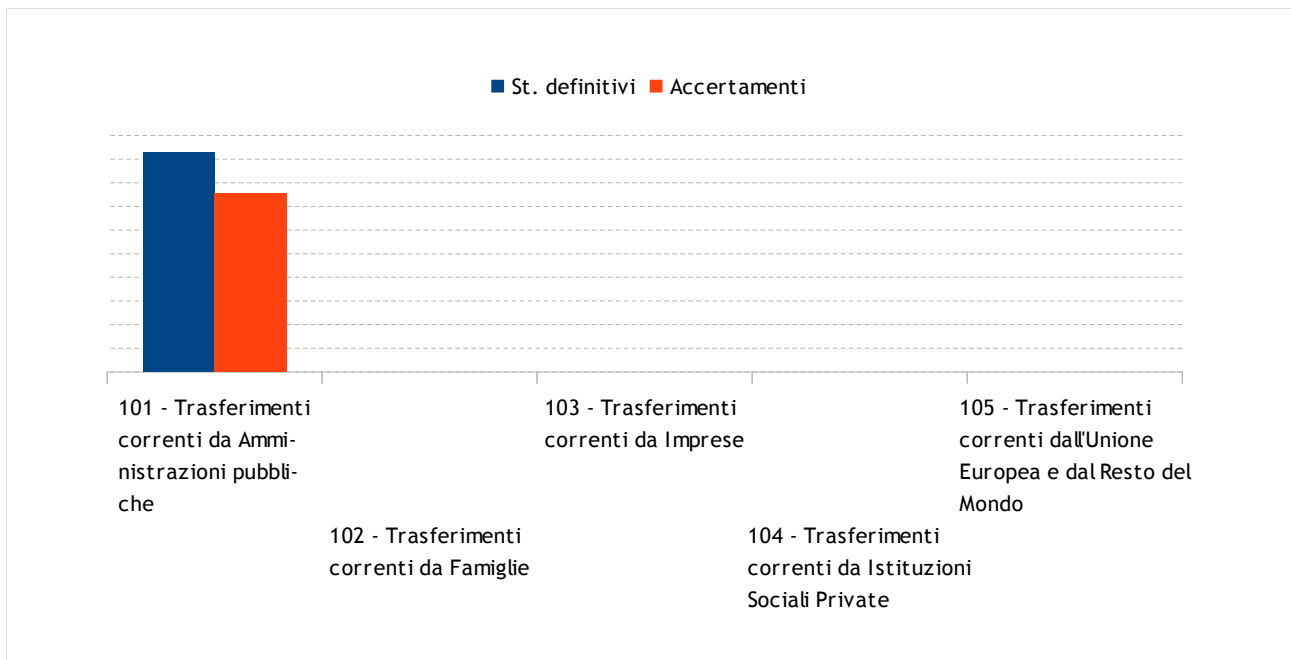 St. definitivi Accertamenti
101 - Trasferimenti
correnti da Ammi-
nistrazioni pubbli-
che
102 - Trasferimenti
correnti da Famiglie
103 - Trasferimenti
correnti da Imprese
104 - Trasferimenti
correnti da Istituzioni
Sociali Private
105 - Trasferimenti
correnti dall'Unione
Europea e dal Resto del
Mondo